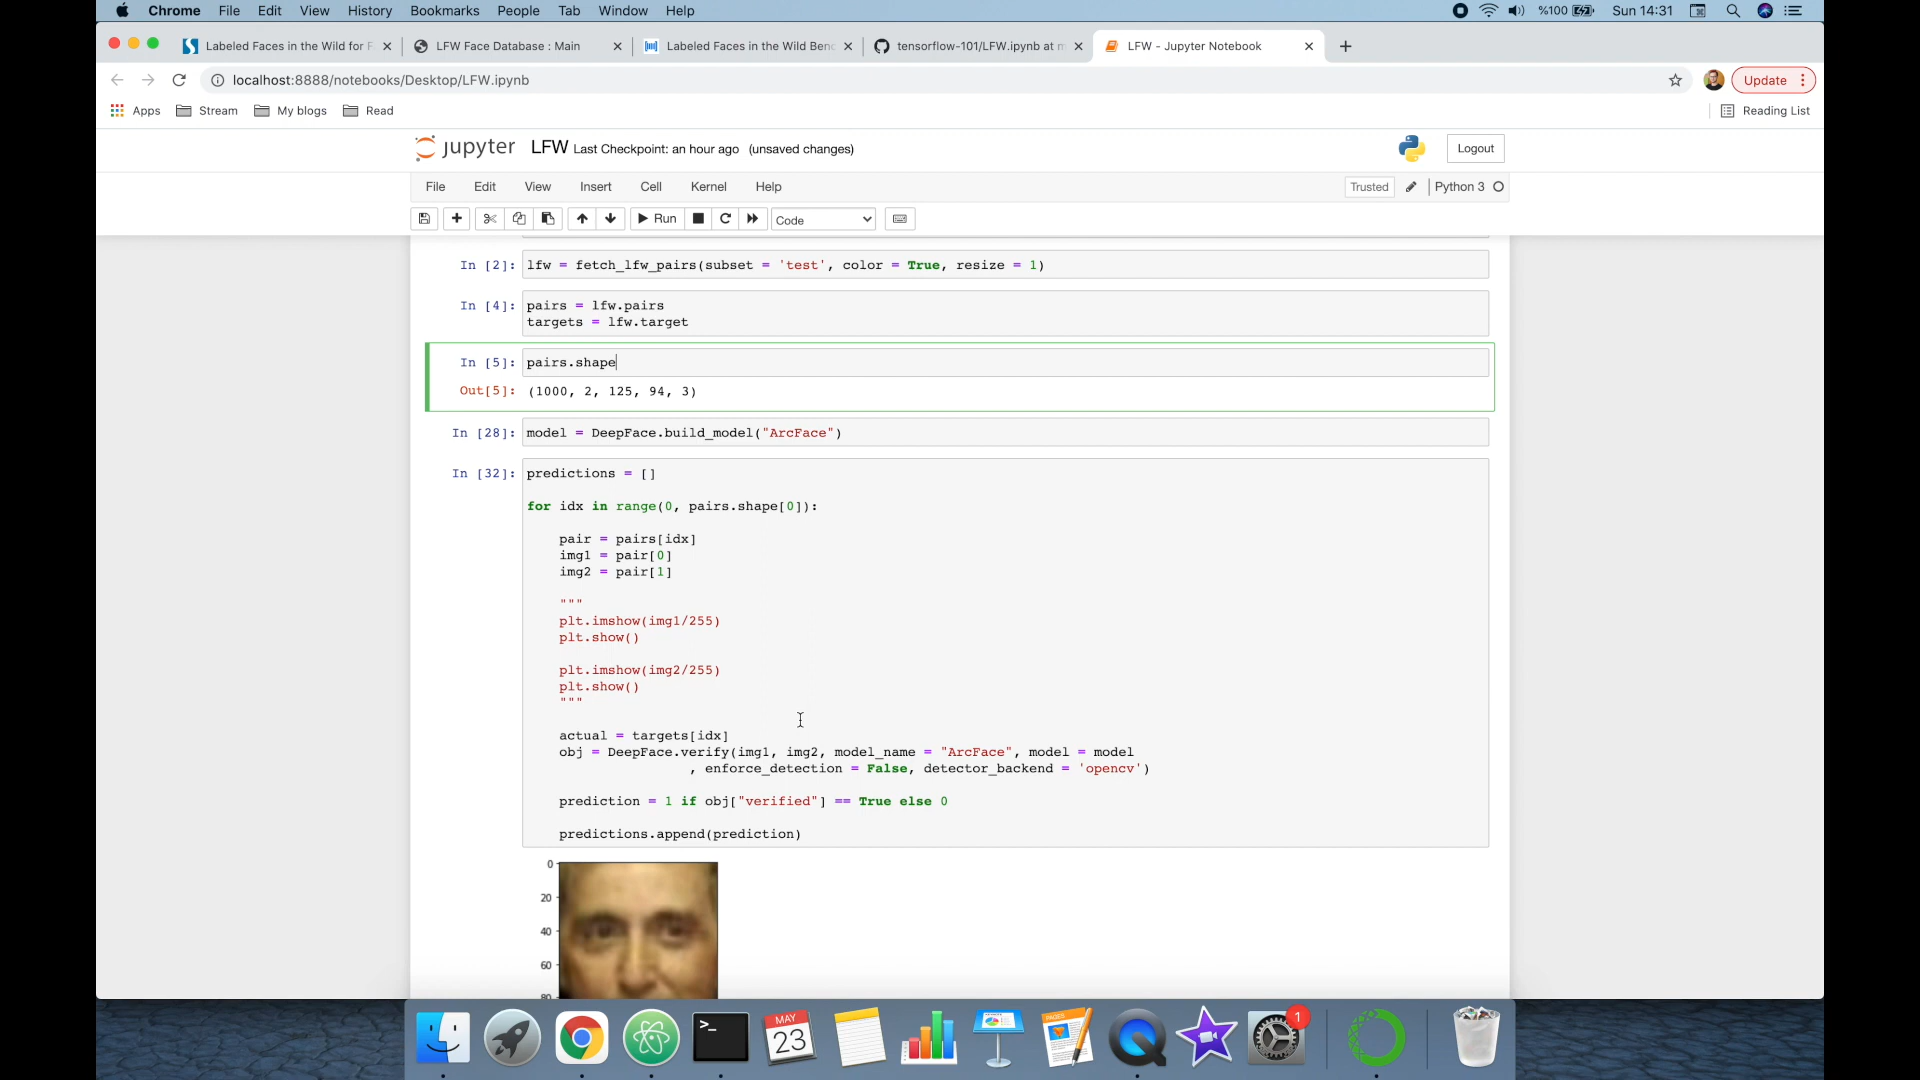 Chrome File Edit View History Bookmarks People Tab Window Help %100 Sun 14:31
Labeled Faces in the Wild for F LFW Face Database : Main Labeled Faces in the Wild Ben tensorflow-101/LFW.ipynb at m LFW - Jupyter Notebook
localhost:8888/notebooks/Desktop/LFW.ipynb Update
Apps Stream My blogs Read Reading List
jupyter LFW Last Checkpoint: an hour ago (unsaved changes) Logout
File Edit View Insert Cell Kernel Help Trusted Python 3
Run Code
In [2]: lfw = fetch_lfw_pairs(subset = 'test', color = True, resize = 1)
In [4]: pairs = lfw.pairs
targets = lfw.target
In [5]: pairs.shape
Out[5]: (1000, 2, 125, 94, 3)
In [28]: model = DeepFace.build_model("ArcFace")
In [32]: predictions = []
for idx in range(0, pairs.shape[0]):
pair = pairs[idx]
img1 = pair[0]
img2 = pair[1]
"""
plt.imshow(img1/255)
plt.show()
plt.imshow(img2/255)
plt.show()
"""
actual = targets[idx]
obj = DeepFace.verify(img1, img2, model_name = "ArcFace", model = model
, enforce_detection = False, detector_backend = 'opencv')
prediction = 1 if obj["verified"] == True else 0
predictions.append(prediction)
0
20
40
60
80
MAY
23
PAGES
1